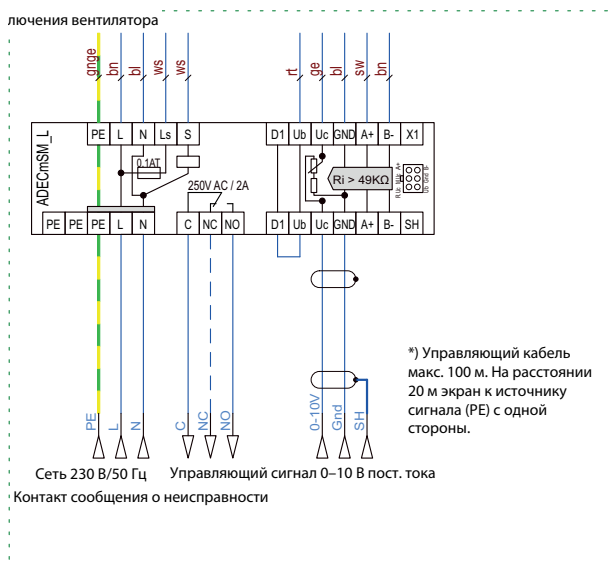 лючения вентилятора
gnge bn bl ws ws rt ge bl sw bn
ADECmSM_L
PE L N Ls S D1 Ub Uc GND A+ B- X1
0.1AT
250V AC / 2A
Ri > 49KΩ
PE PE PE L N C NC NO D1 Ub Uc GND A+ B- SH
*) Управляющий кабель
макс. 100 м. На расстоянии
20 м экран к источнику
сигнала (PE) с одной
стороны.
PE L N C NC NO 0-10V Gnd SH
Сеть 230 В/50 Гц Управляющий сигнал 0–10 В пост. тока
Контакт сообщения о неисправности